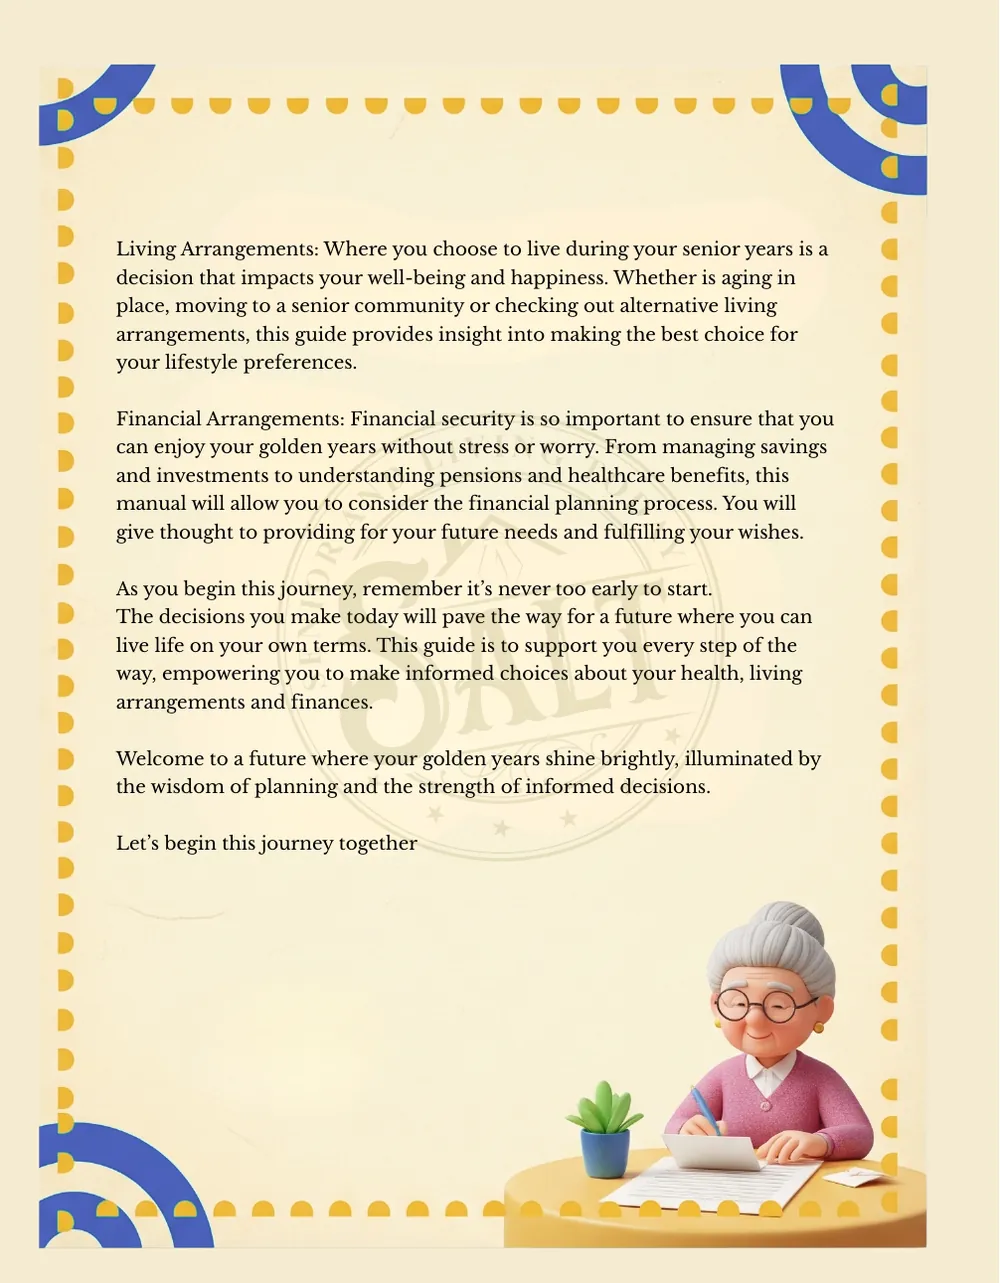 Living Arrangements: Where you choose to live during your senior years is a
decision that impacts your well-being and happiness. Whether is aging in
place, moving to a senior community or checking out alternative living
arrangements, this guide provides insight into making the best choice for
your lifestyle preferences.
Financial Arrangements: Financial security is so important to ensure that you
can enjoy your golden years without stress or worry. From managing savings
and investments to understanding pensions and healthcare benefits, this
manual will allow you to consider the financial planning process. You will
give thought to providing for your future needs and fulfilling your wishes.
As you begin this journey, remember it’s never too early to start.
The decisions you make today will pave the way for a future where you can
live life on your own terms. This guide is to support you every step of the
way, empowering you to make informed choices about your health, living
arrangements and finances.
Welcome to a future where your golden years shine brightly, illuminated by
the wisdom of planning and the strength of informed decisions.
Let’s begin this journey together
SALT